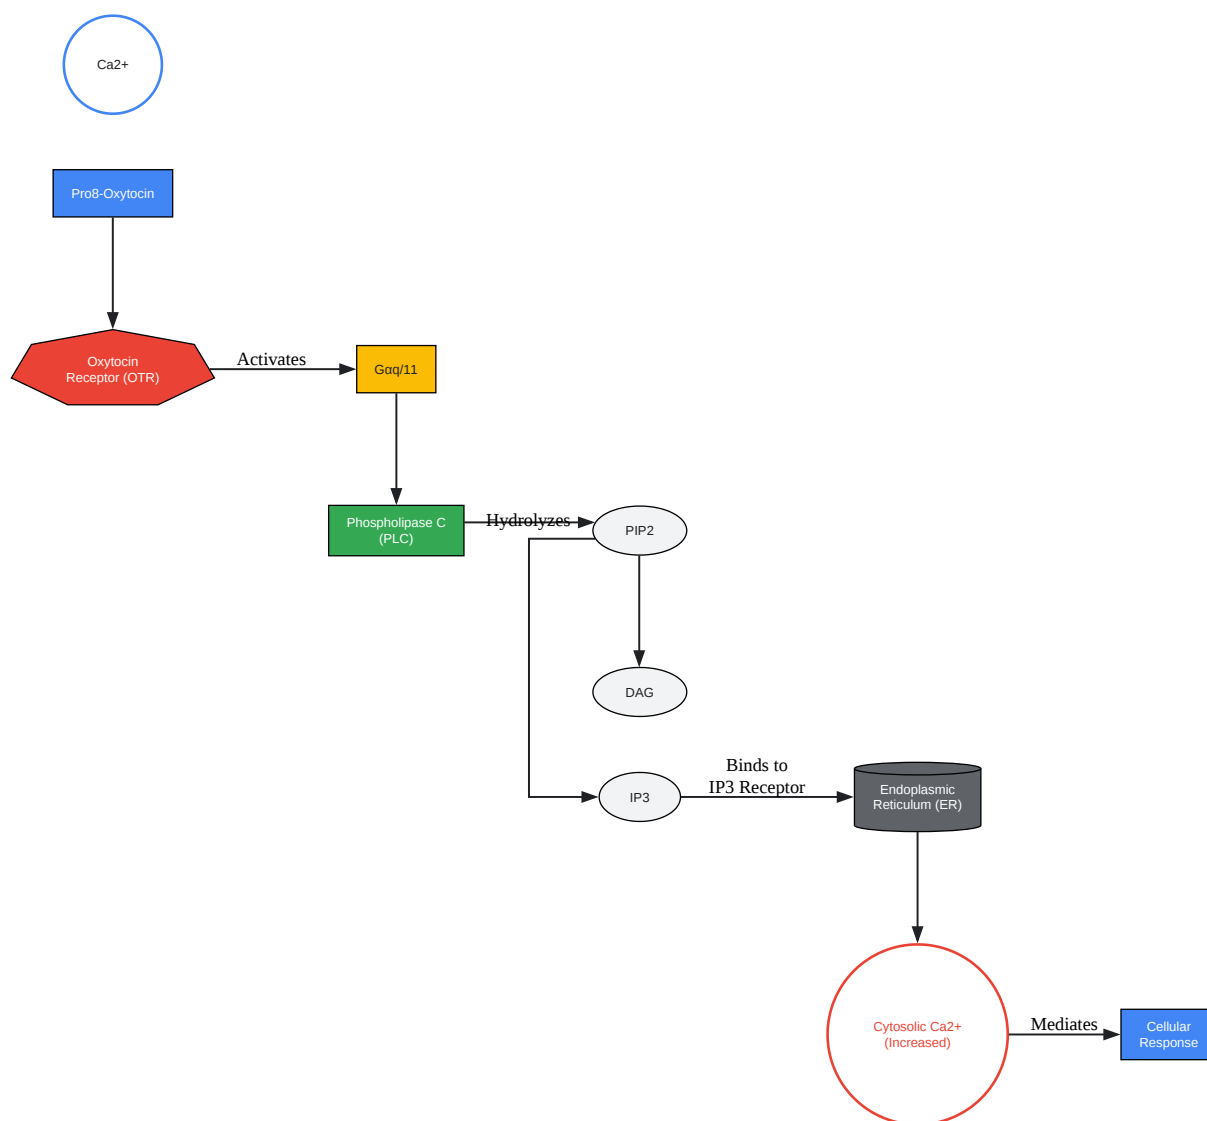 Ca2+
Pro8-Oxytocin
Oxytocin
Receptor (OTR)
Activates
Gαq/11
Phospholipase C
(PLC)
Hydrolyzes
PIP2
DAG
IP3
Binds to
IP3 Receptor
Endoplasmic
Reticulum (ER)
Cytosolic Ca2+
(Increased)
Mediates
Cellular
Response